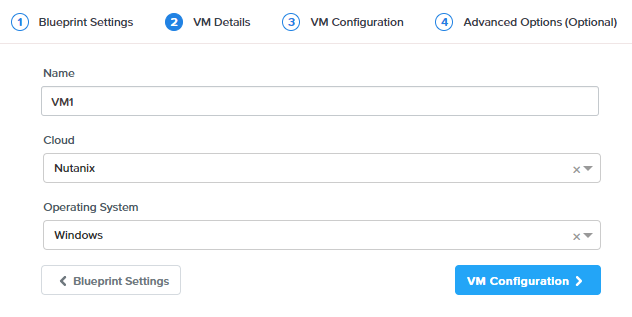 1 Blueprint Settings 2 VM Details 3 VM Configuration 4 Advanced Options (Optional)
Name
VM1
Cloud
Nutanix
Operating System
Windows
Blueprint Settings VM Configuration